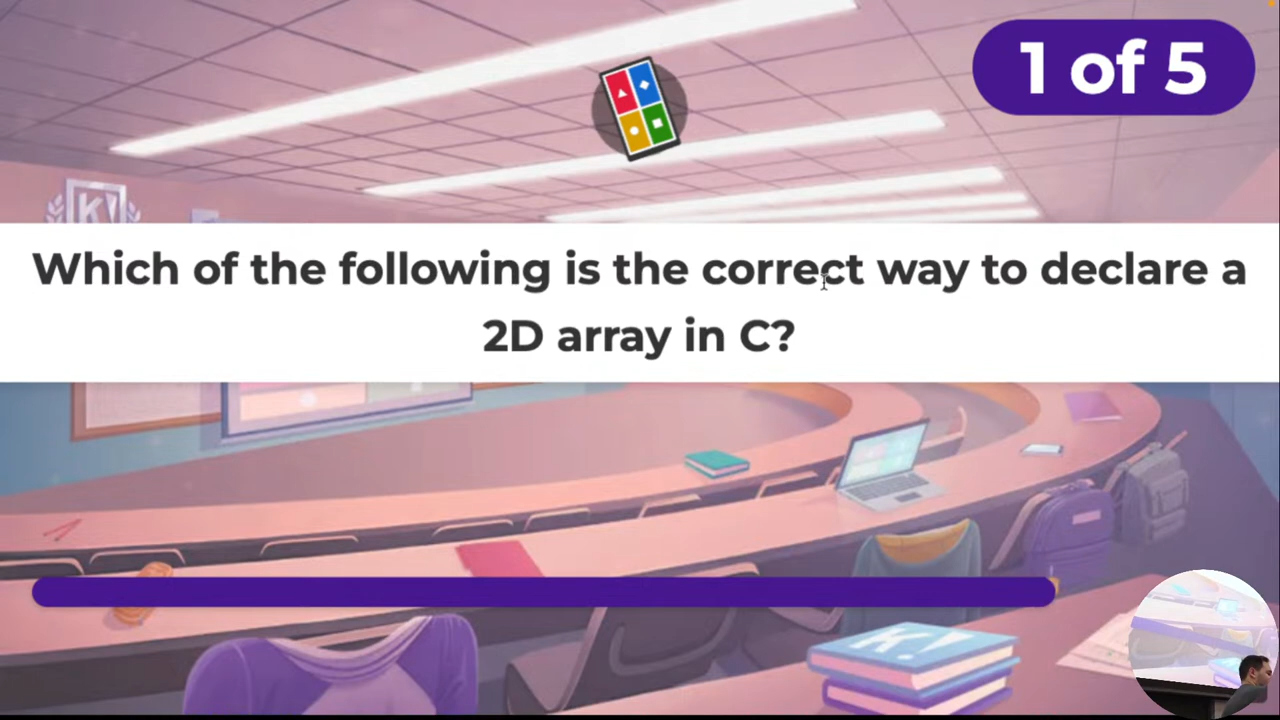 1 of 5
K!
Which of the following is the correct way to declare a
2D array in C?
K!